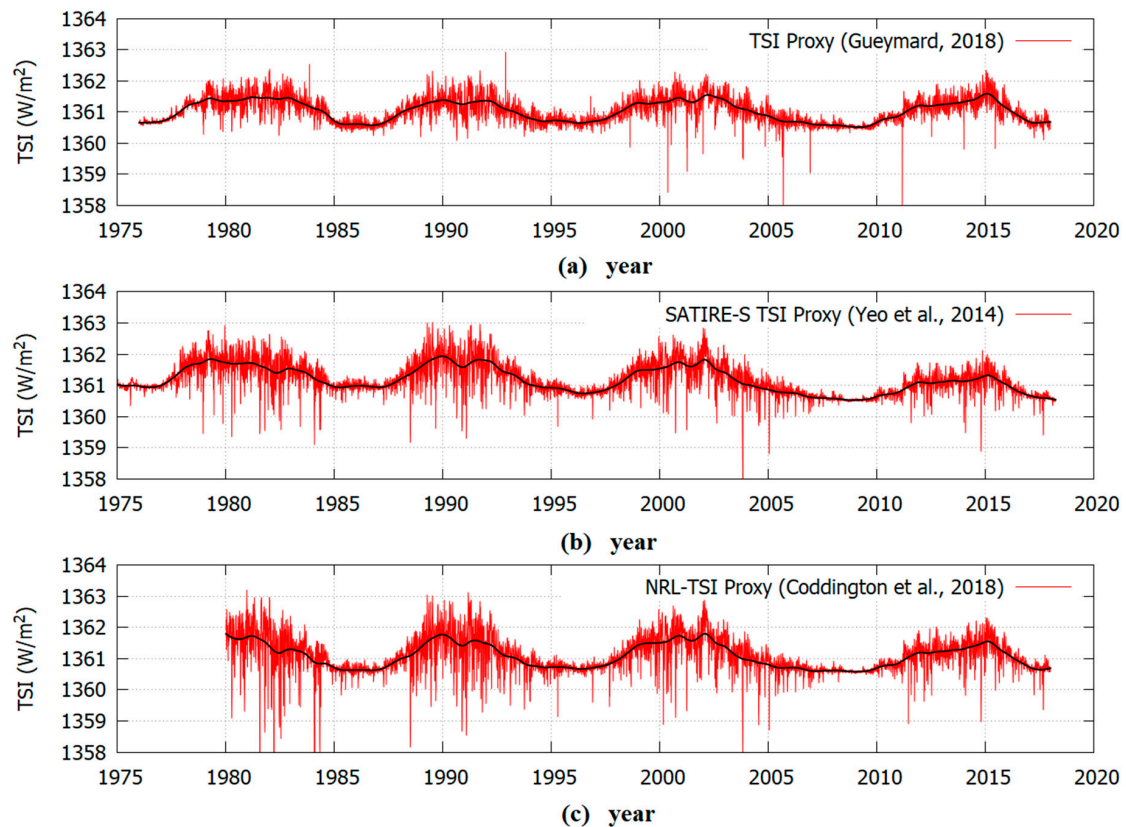 1364
TSI Proxy (Gueymard, 2018)
1363
1362
1361
1360
1359
1358
TSI (W/m²)
1975 1980 1985 1990 1995 2000 2005 2010 2015 2020
(a) year
1364
SATIRE-S TSI Proxy (Yeo et al., 2014)
1363
1362
1361
1360
1359
1358
TSI (W/m²)
1975 1980 1985 1990 1995 2000 2005 2010 2015 2020
(b) year
1364
NRL-TSI Proxy (Coddington et al., 2018)
1363
1362
1361
1360
1359
1358
TSI (W/m²)
1975 1980 1985 1990 1995 2000 2005 2010 2015 2020
(c) year